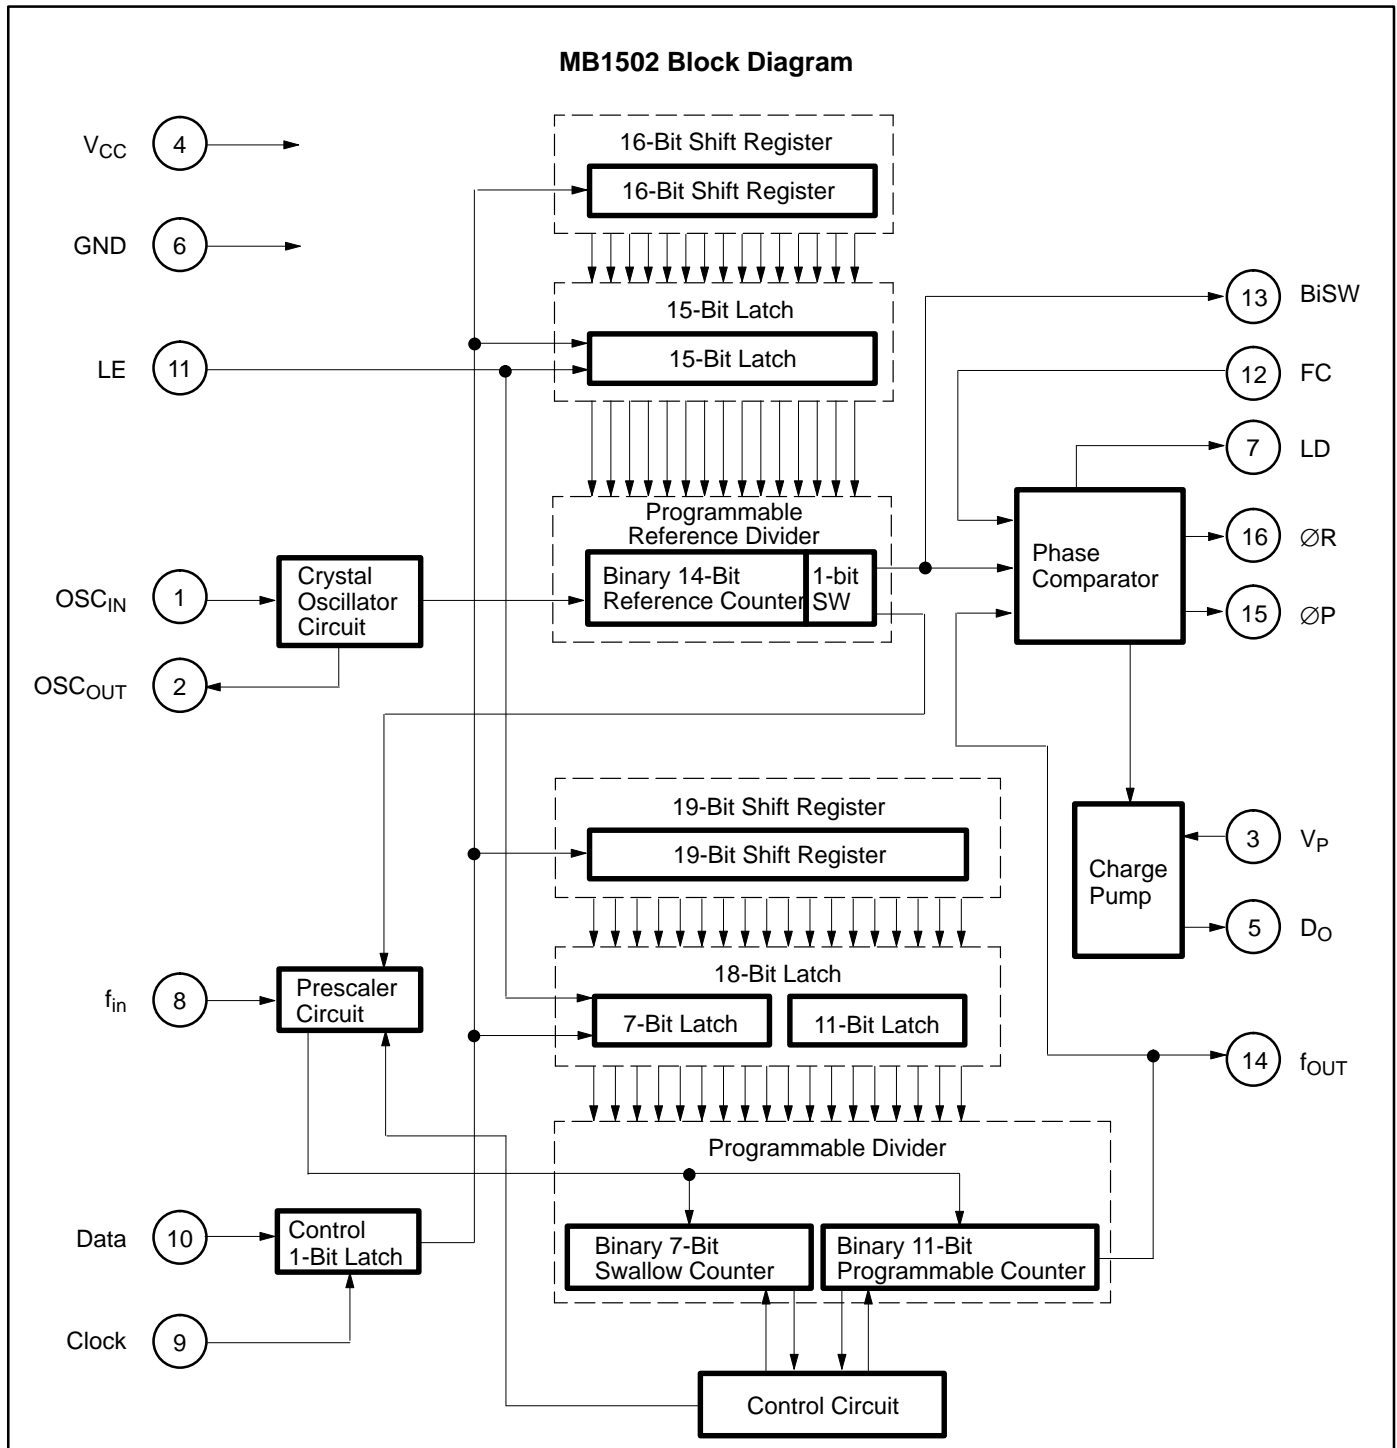 MB1502 Block Diagram
VCC 4
GND 6
LE 11
OSCIN 1
OSCOUT 2
fin 8
Data 10
Clock 9
Crystal
Oscillator
Circuit
Prescaler
Circuit
Control
1-Bit Latch
16-Bit Shift Register
16-Bit Shift Register
15-Bit Latch
15-Bit Latch
Programmable
Reference Divider
Binary 14-Bit
Reference Counter
1-bit
SW
19-Bit Shift Register
19-Bit Shift Register
18-Bit Latch
7-Bit Latch
11-Bit Latch
Programmable Divider
Binary 7-Bit
Swallow Counter
Binary 11-Bit
Programmable Counter
Control Circuit
Phase
Comparator
Charge
Pump
13 BiSW
12 FC
7 LD
16 ∅R
15 ∅P
3 VP
5 DO
14 fOUT